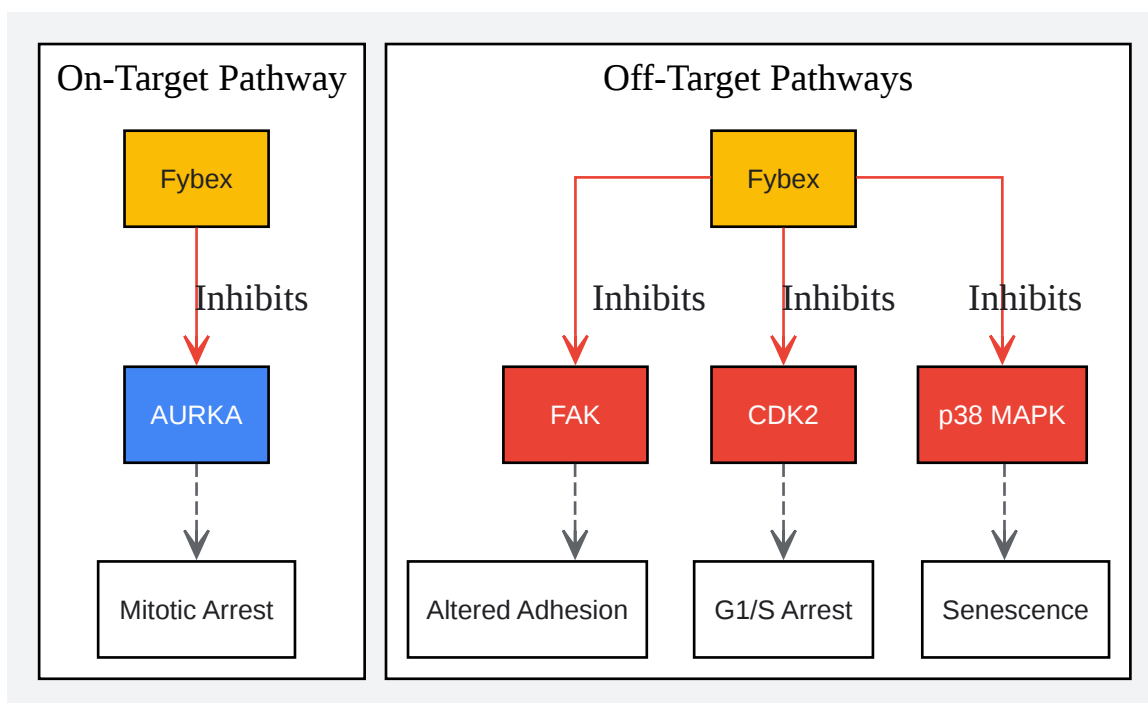 On-Target Pathway
Fybex
Inhibits
AURKA
Mitotic Arrest
Off-Target Pathways
Fybex
Inhibits
Inhibits
Inhibits
FAK
CDK2
p38 MAPK
Altered Adhesion
G1/S Arrest
Senescence